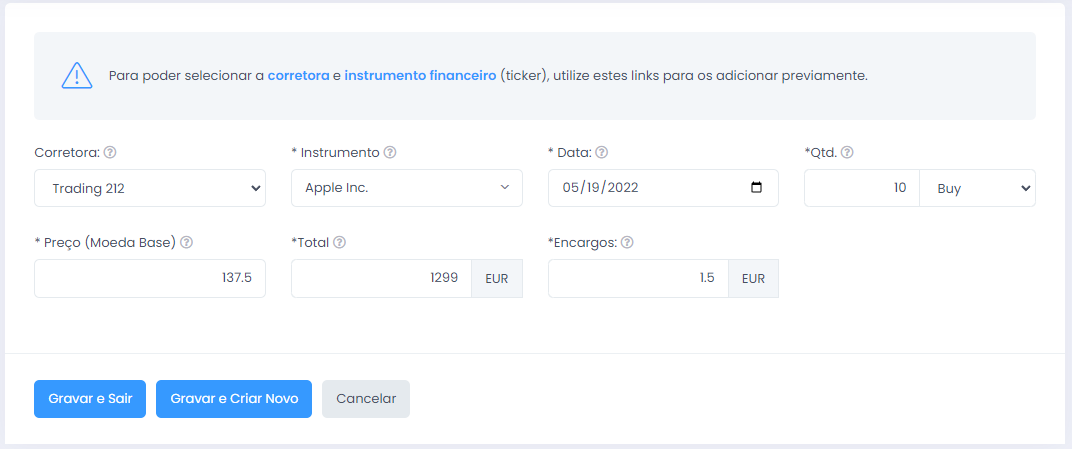 Para poder selecionar a corretora e instrumento financeiro (ticker), utilize estes links para os adicionar previamente.
Corretora: * Instrumento * Data: *Qtd.
Trading 212 Apple Inc. 05/19/2022 10 Buy
* Preço (Moeda Base) *Total *Encargos:
137.5 1299 EUR 1.5 EUR
Gravar e Sair Gravar e Criar Novo Cancelar